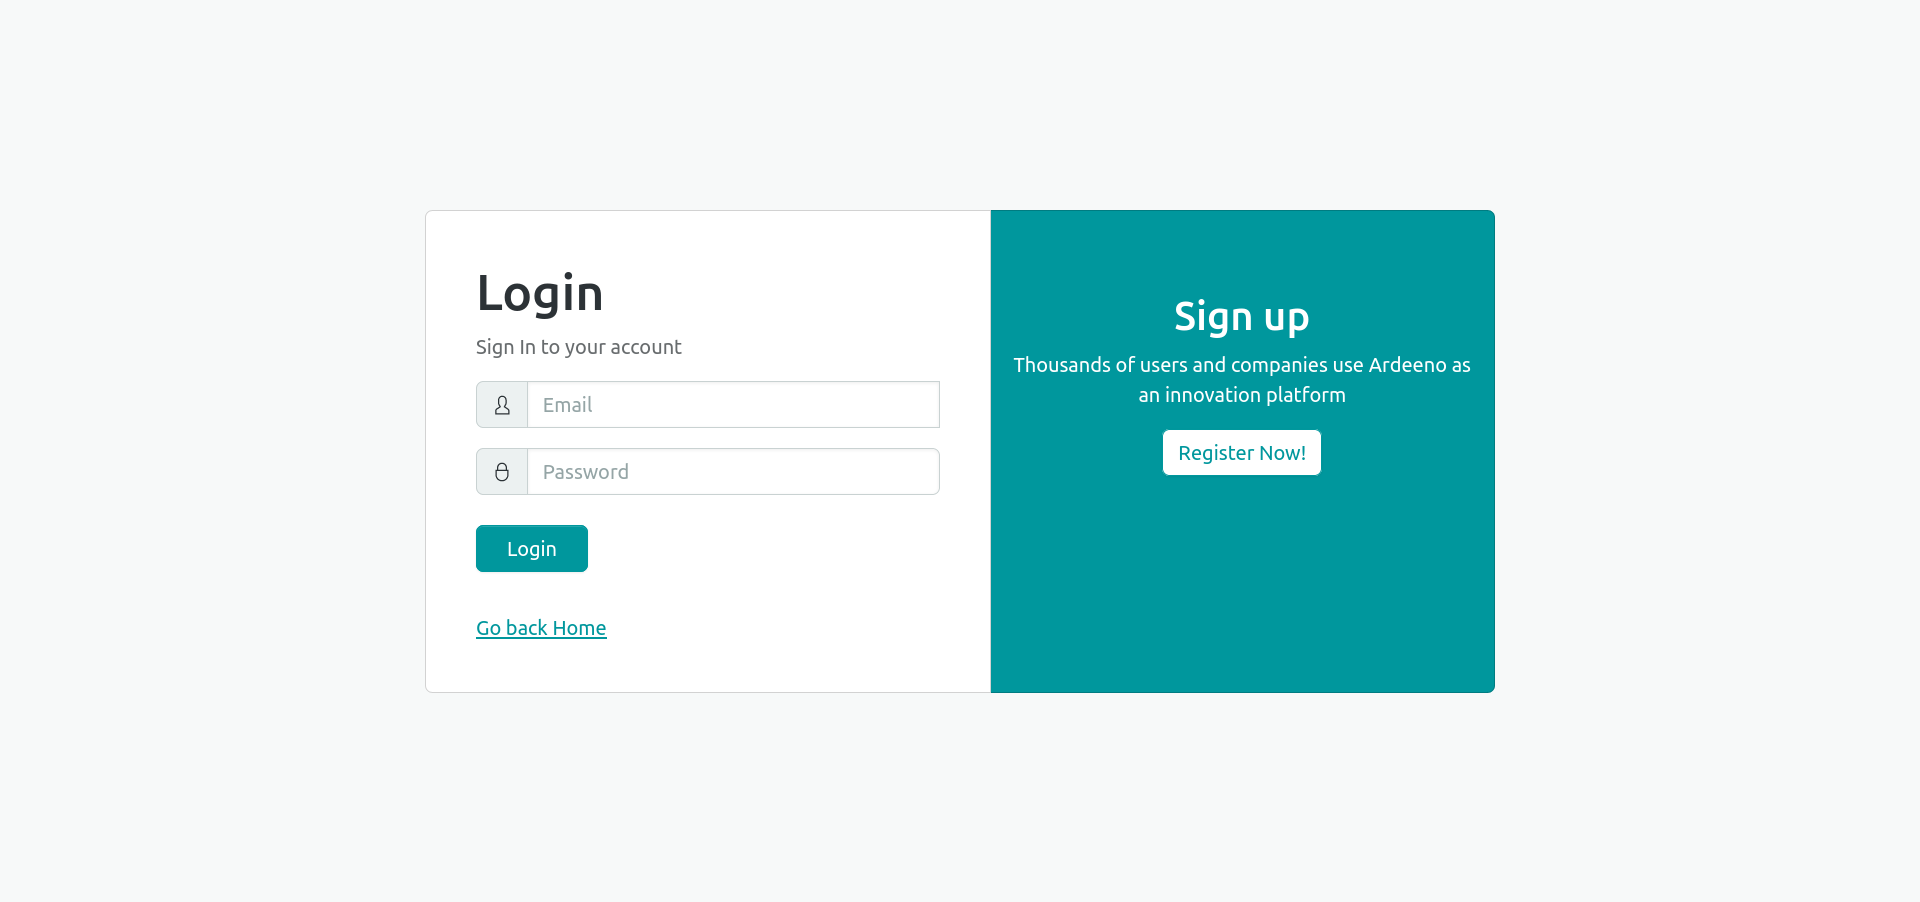 Login
Sign In to your account
Email
Password
Login
Go back Home
Sign up
Thousands of users and companies use Ardeeno as
an innovation platform
Register Now!